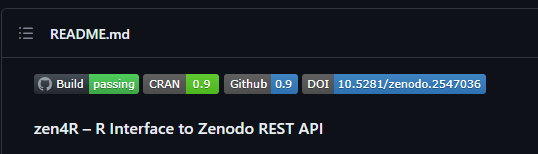 README.md
Build passing CRAN 0.9 Github 0.9 DOI 10.5281/zenodo.2547036
zen4R – R Interface to Zenodo REST API